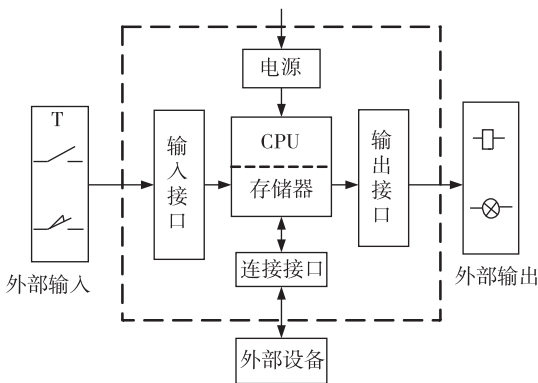 电源
T
CPU
存储器
输入接口
输出接口
外部输入
外部输出
连接接口
外部设备